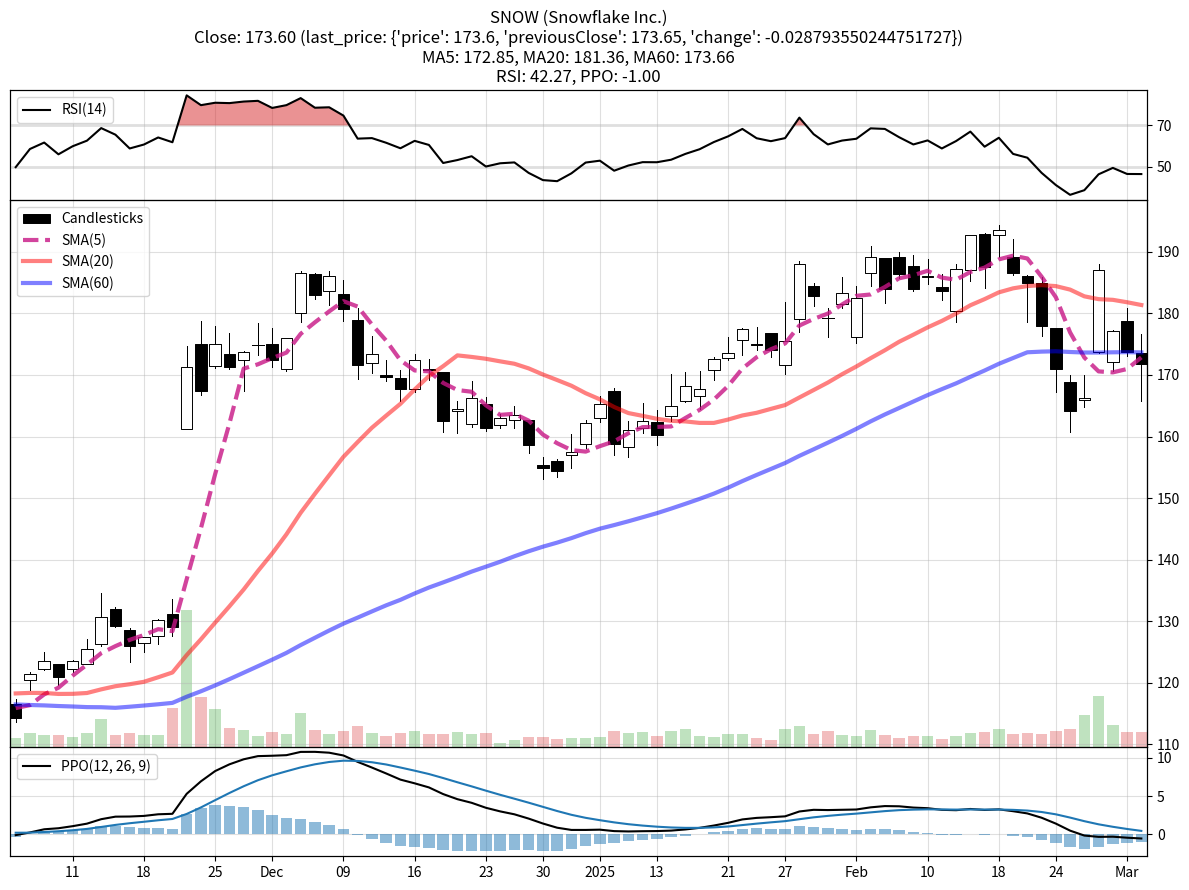 SNOW (Snowflake Inc.)
Close: 173.60 (last_price: {'price': 173.6, 'previousClose': 173.65, 'change': -0.028793550244751727})
MA5: 172.85, MA20: 181.36, MA60: 173.66
RSI: 42.27, PPO: -1.00
RSI(14)
70
50
Candlesticks
SMA(5)
SMA(20)
SMA(60)
190
180
170
160
150
140
130
120
110
PPO(12, 26, 9)
10
5
0
11 18 25 Dec 09 16 23 30 2025 13 21 27 Feb 10 18 24 Mar